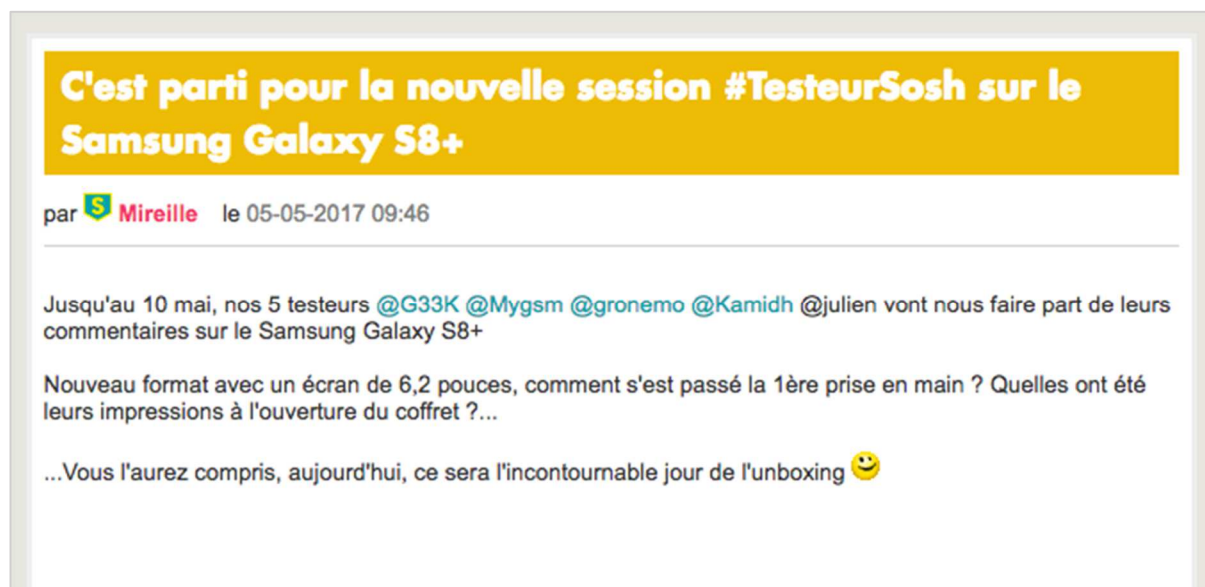 C'est parti pour la nouvelle session #TesteurSosh sur le
Samsung Galaxy S8+
par S Mireille le 05-05-2017 09:46
Jusqu'au 10 mai, nos 5 testeurs @G33K @Mygsm @gronemo @Kamidh @julien vont nous faire part de leurs
commentaires sur le Samsung Galaxy S8+
Nouveau format avec un écran de 6,2 pouces, comment s'est passé la 1ère prise en main ? Quelles ont été
leurs impressions à l'ouverture du coffret ?...
...Vous l'aurez compris, aujourd'hui, ce sera l'incontournable jour de l'unboxing